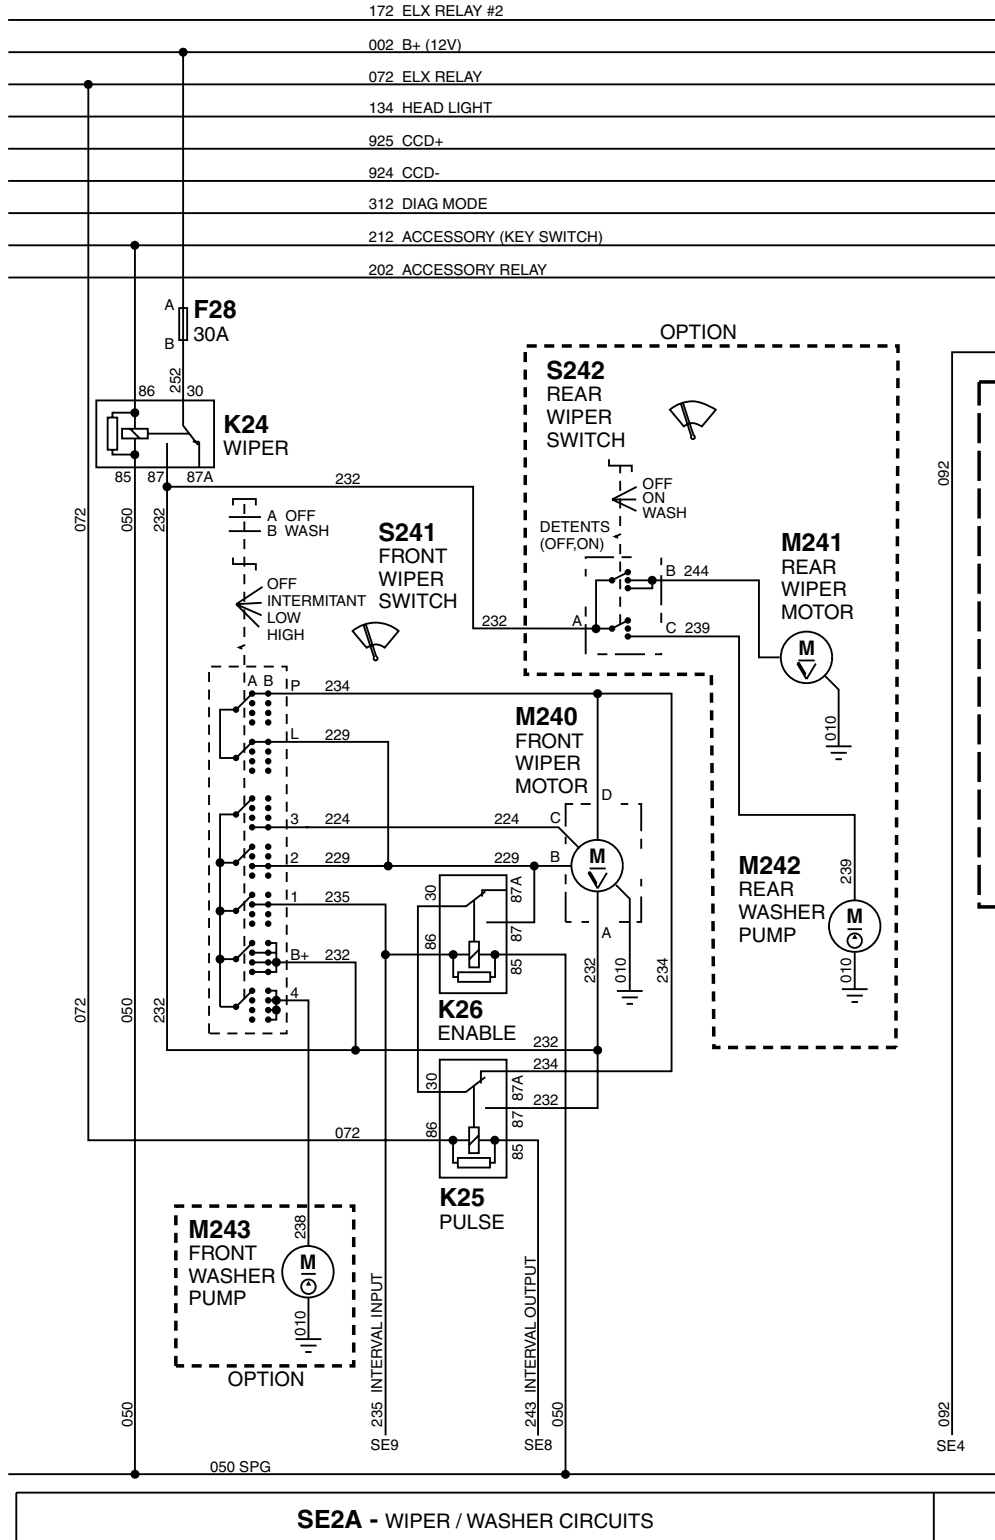 172 ELX RELAY #2
002 B+ (12V)
072 ELX RELAY
134 HEAD LIGHT
925 CCD+
924 CCD-
312 DIAG MODE
212 ACCESSORY (KEY SWITCH)
202 ACCESSORY RELAY
A
F28
30A
B
252
86
30
K24
WIPER
85
87
87A
072
050
232
232
A OFF
B WASH
S241
FRONT
WIPER
SWITCH
OFF
INTERMITANT
LOW
HIGH
OPTION
S242
REAR
WIPER
SWITCH
OFF
ON
WASH
DETENTS
(OFF,ON)
B 244
A
232
C 239
M241
REAR
WIPER
MOTOR
M
010
092
A B
P 234
L 229
3 224
224
C
2 229
229
B
1 235
B+ 232
4
M240
FRONT
WIPER
MOTOR
D
M
A
232
010
234
M242
REAR
WASHER
PUMP
239
M
010
30
87A
86
87
85
K26
ENABLE
072
050
232
232
234
30
87A
232
87
072
86
85
K25
PULSE
M243
FRONT
WASHER
PUMP
238
M
010
OPTION
050
235 INTERVAL INPUT
SE9
243 INTERVAL OUTPUT
SE8
050
092
SE4
050 SPG
SE2A - WIPER / WASHER CIRCUITS